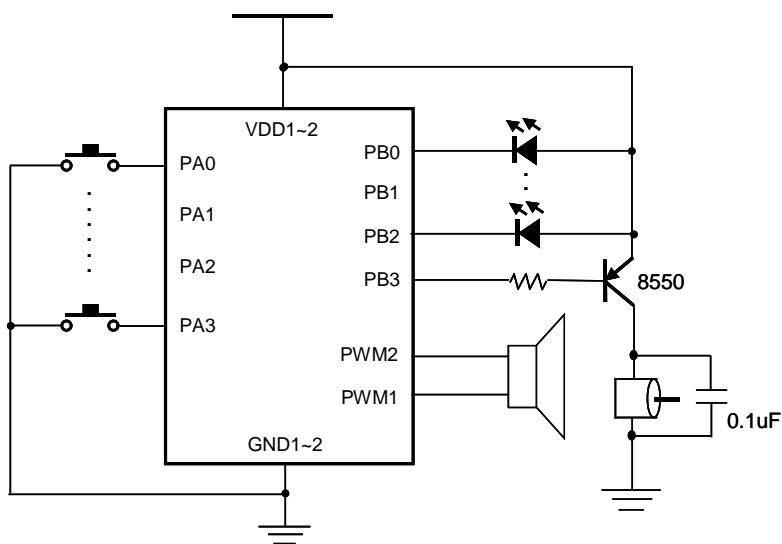 VDD1~2
PA0
PA1
PA2
PA3
PB0
PB1
PB2
PB3
PWM2
PWM1
GND1~2
8550
0.1uF